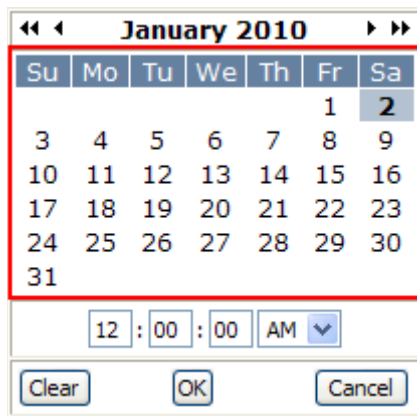 January 2010
Su Mo Tu We Th Fr Sa
1 2
3 4 5 6 7 8 9
10 11 12 13 14 15 16
17 18 19 20 21 22 23
24 25 26 27 28 29 30
31
12 : 00 : 00 AM
Clear OK Cancel